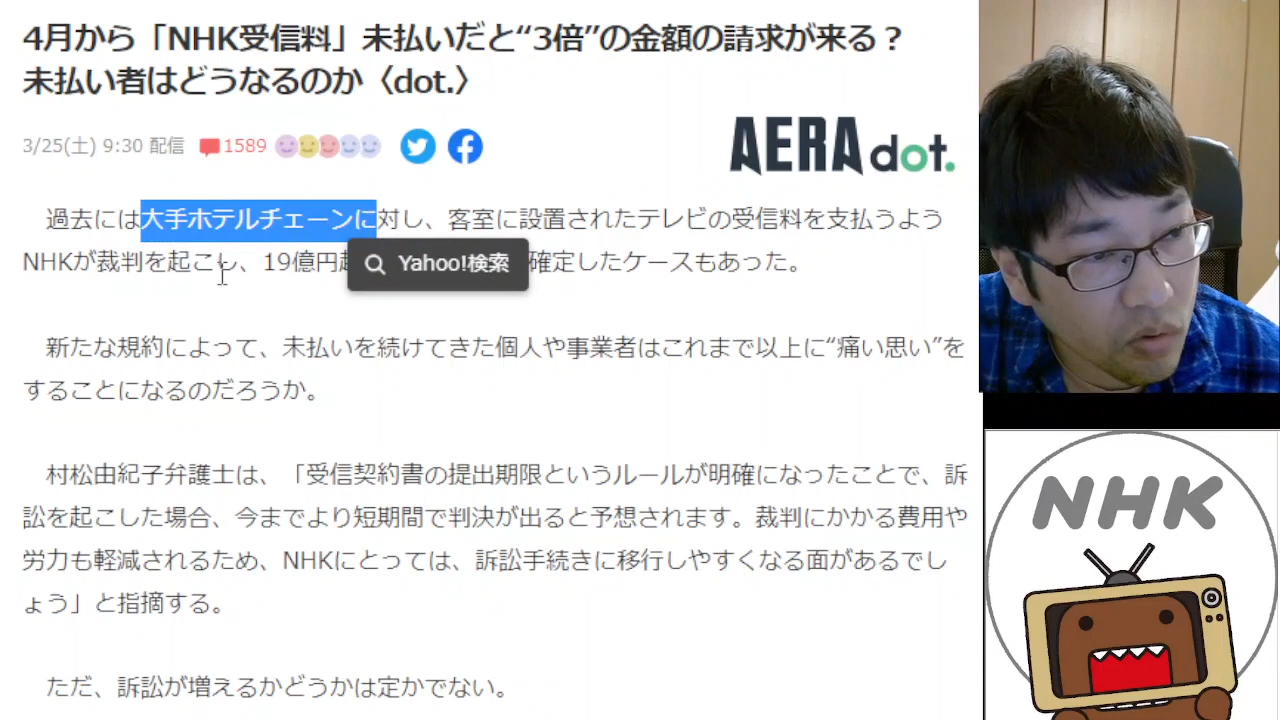 4月から「NHK受信料」未払いだと“3倍”の金額の請求が来る？
未払い者はどうなるのか〈dot.〉
3/25(土) 9:30 配信 1589
AERA dot.
過去には大手ホテルチェーンに対し、客室に設置されたテレビの受信料を支払うよう
NHKが裁判を起こし、19億円 確定したケースもあった。
Yahoo!検索
新たな規約によって、未払いを続けてきた個人や事業者はこれまで以上に“痛い思い”を
することになるのだろうか。
村松由紀子弁護士は、「受信契約書の提出期限というルールが明確になったことで、訴
訟を起こした場合、今までより短期間で判決が出ると予想されます。裁判にかかる費用や
労力も軽減されるため、NHKにとっては、訴訟手続きに移行しやすくなる面があるでし
ょう」と指摘する。
ただ、訴訟が増えるかどうかは定かでない。
NHK